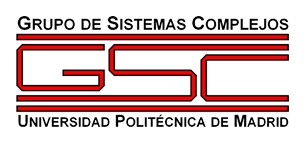 GRUPO DE SISTEMAS COMPLEJOS
GSC
UNIVERSIDAD POLITÉCNICA DE MADRID